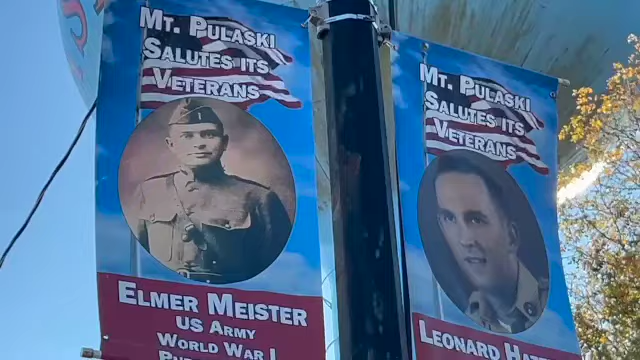 Mt. Pulaski
Salutes its
Veterans
Elmer Meister
US Army
World War I
Mt. Pulaski
Salutes its
Veterans
Leonard